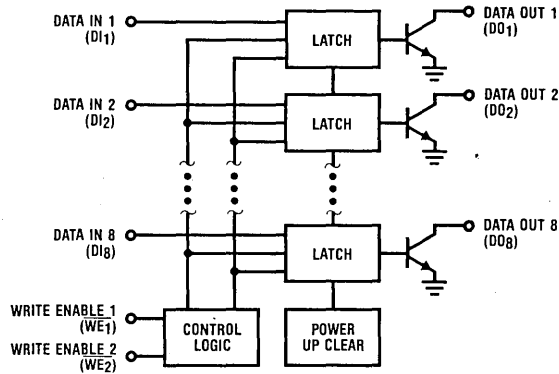 DATA IN 1
(DI1)
LATCH
DATA OUT 1
(DO1)
DATA IN 2
(DI2)
LATCH
DATA OUT 2
(DO2)
DATA IN 8
(DI8)
LATCH
DATA OUT 8
(DO8)
WRITE ENABLE 1
(W̅E̅1)
WRITE ENABLE 2
(W̅E̅2)
CONTROL
LOGIC
POWER
UP CLEAR